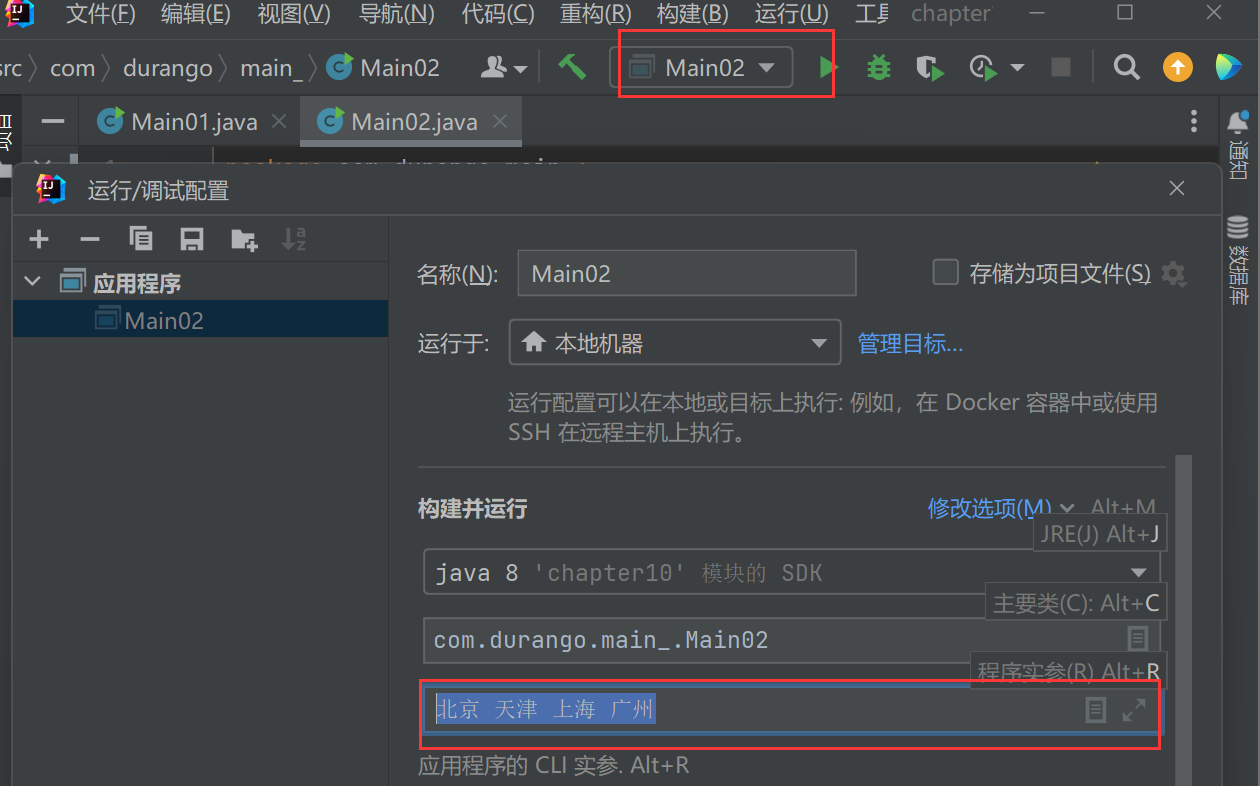 文件(F) 编辑(E) 视图(V) 导航(N) 代码(C) 重构(R) 构建(B) 运行(U) chapter
src com durango main_ Main02 Main02
Main01.java Main02.java
通知
数据库
运行/调试配置
应用程序
Main02
名称(N): Main02 存储为项目文件(S)
运行于: 本地机器 管理目标...
运行配置可以在本地或目标上执行: 例如，在 Docker 容器中或使用
SSH 在远程主机上执行。
构建并运行 修改选项(M) Alt+M
JRE(J) Alt+J
java 8 'chapter10' 模块的 SDK
主要类(C): Alt+C
com.durango.main_.Main02
程序实参(R) Alt+R
北京 天津 上海 广州
应用程序的 CLI 实参. Alt+R